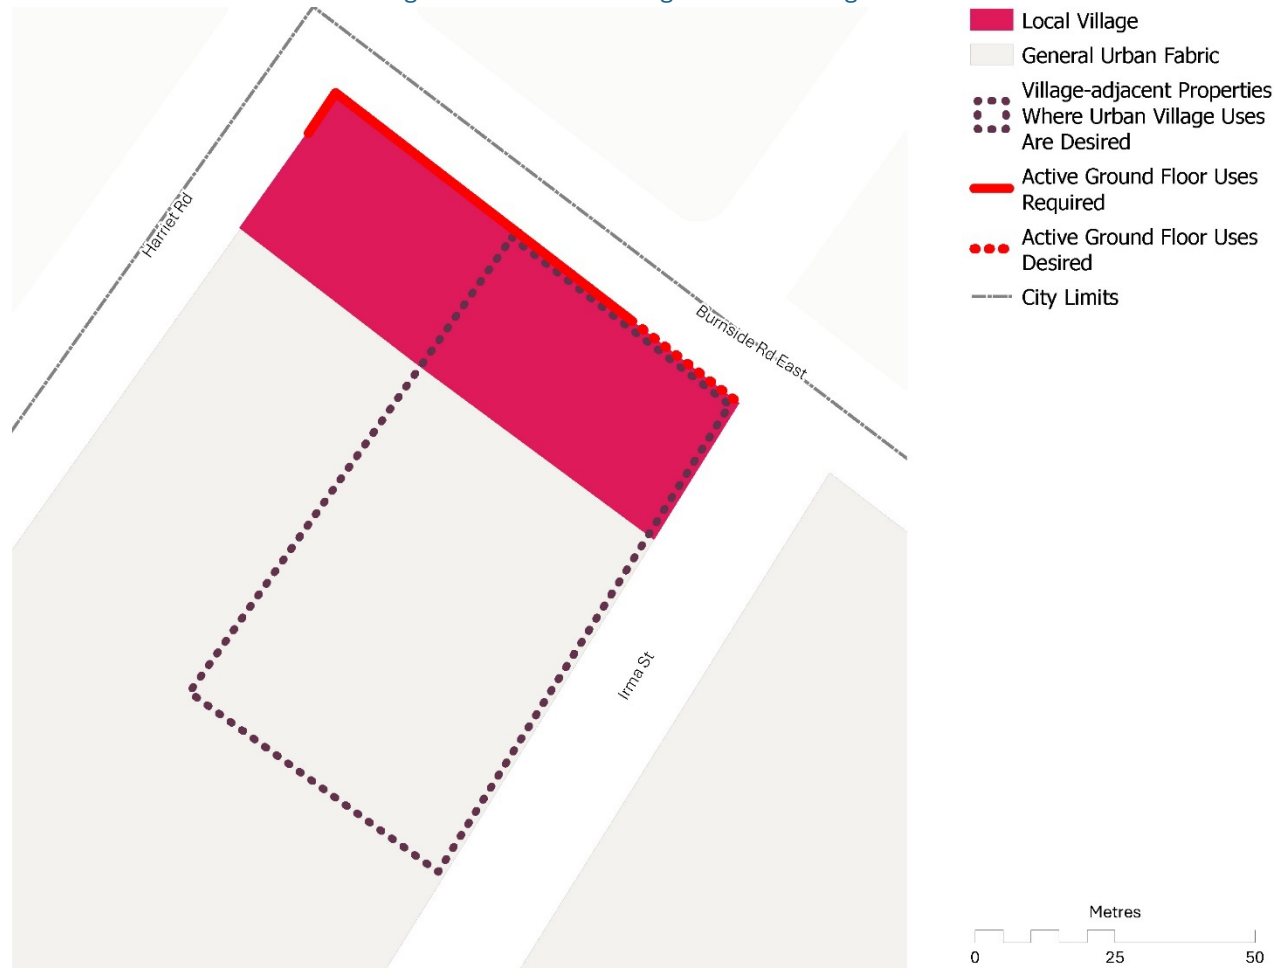 Local Village
General Urban Fabric
Village-adjacent Properties
Where Urban Village Uses
Are Desired
Active Ground Floor Uses
Required
Active Ground Floor Uses
Desired
City Limits
Harriet Rd
Burnside Rd East
Irma St
Metres
0 25 50